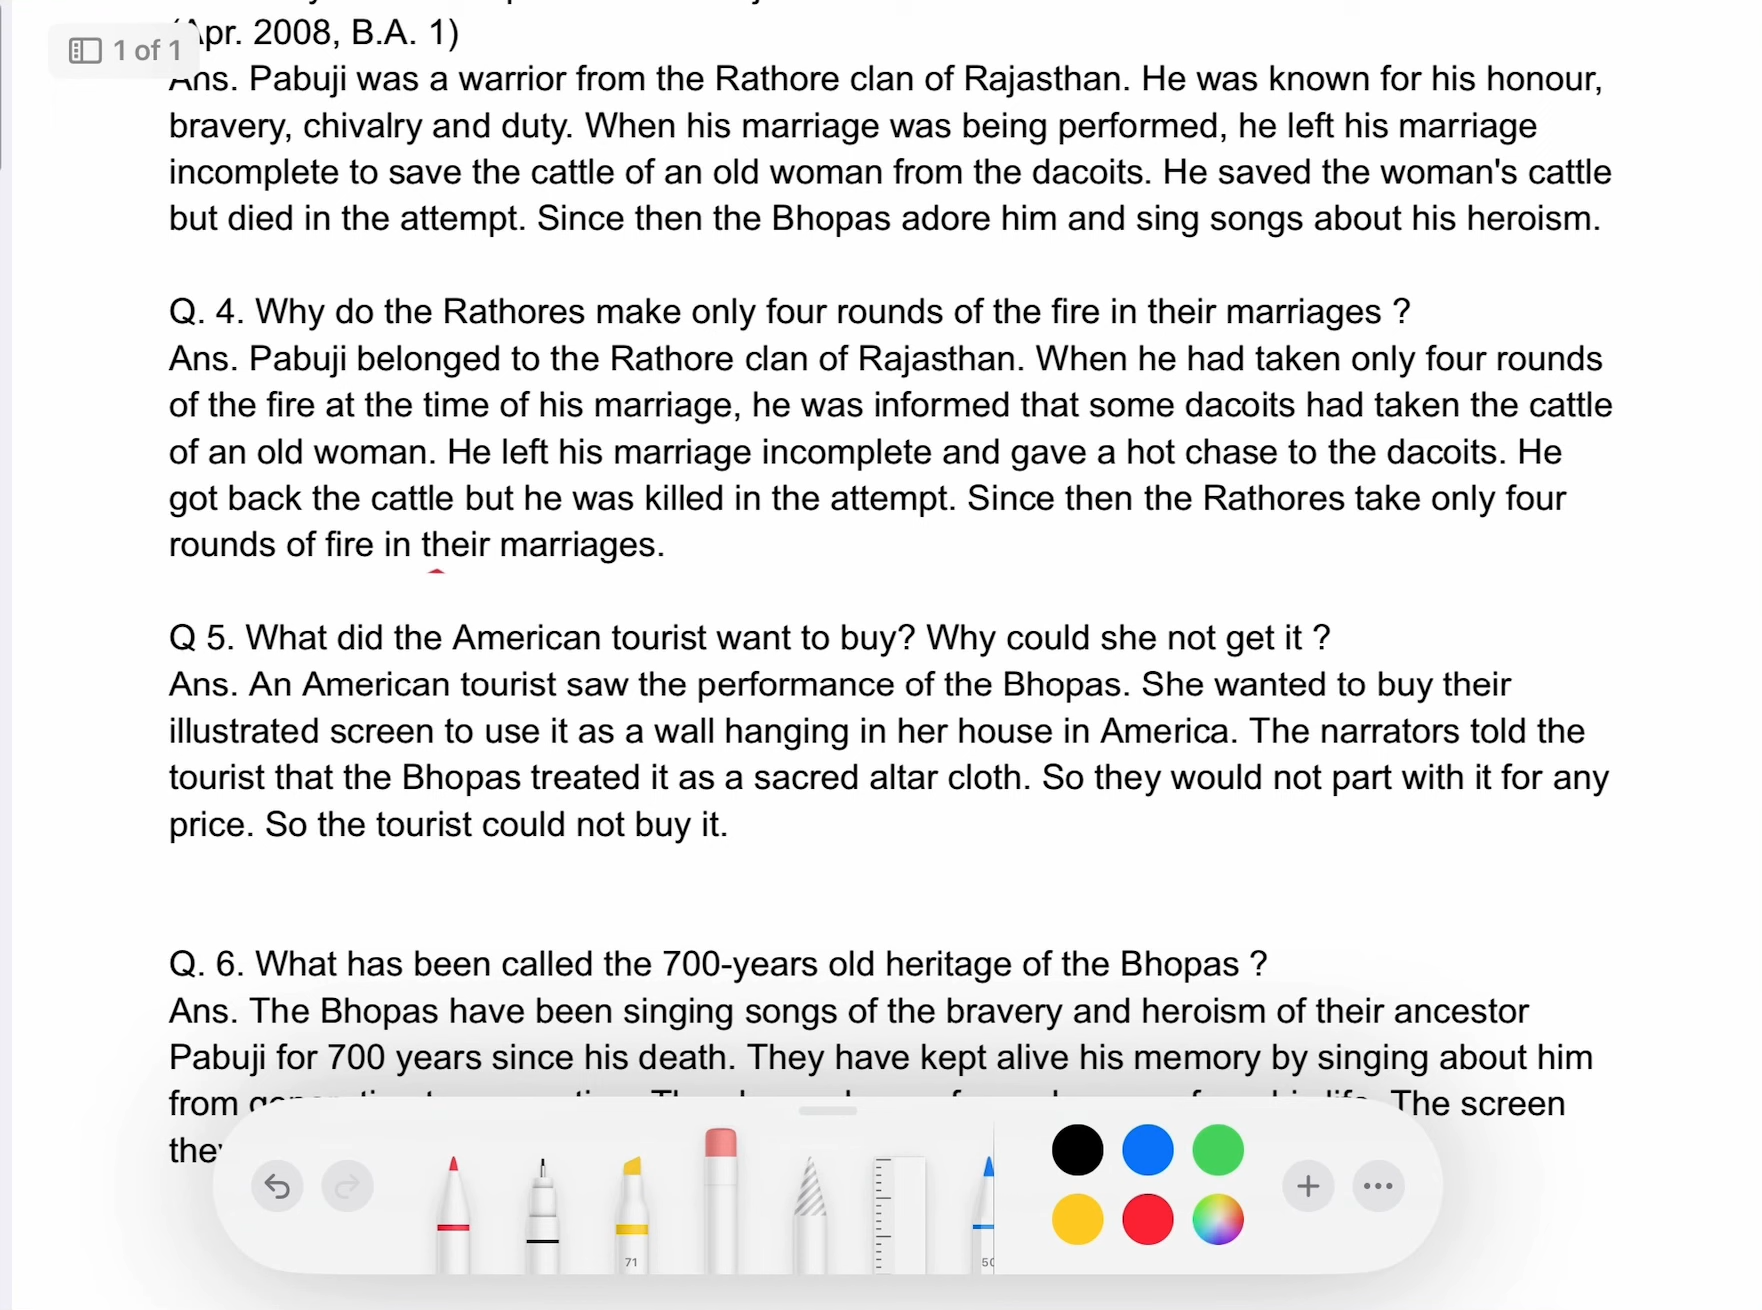 1 of 1
Apr. 2008, B.A. 1)
Ans. Pabuji was a warrior from the Rathore clan of Rajasthan. He was known for his honour,
bravery, chivalry and duty. When his marriage was being performed, he left his marriage
incomplete to save the cattle of an old woman from the dacoits. He saved the woman's cattle
but died in the attempt. Since then the Bhopas adore him and sing songs about his heroism.
Q. 4. Why do the Rathores make only four rounds of the fire in their marriages ?
Ans. Pabuji belonged to the Rathore clan of Rajasthan. When he had taken only four rounds
of the fire at the time of his marriage, he was informed that some dacoits had taken the cattle
of an old woman. He left his marriage incomplete and gave a hot chase to the dacoits. He
got back the cattle but he was killed in the attempt. Since then the Rathores take only four
rounds of fire in their marriages.
Q 5. What did the American tourist want to buy? Why could she not get it ?
Ans. An American tourist saw the performance of the Bhopas. She wanted to buy their
illustrated screen to use it as a wall hanging in her house in America. The narrators told the
tourist that the Bhopas treated it as a sacred altar cloth. So they would not part with it for any
price. So the tourist could not buy it.
Q. 6. What has been called the 700-years old heritage of the Bhopas ?
Ans. The Bhopas have been singing songs of the bravery and heroism of their ancestor
Pabuji for 700 years since his death. They have kept alive his memory by singing about him
from The screen
71
50